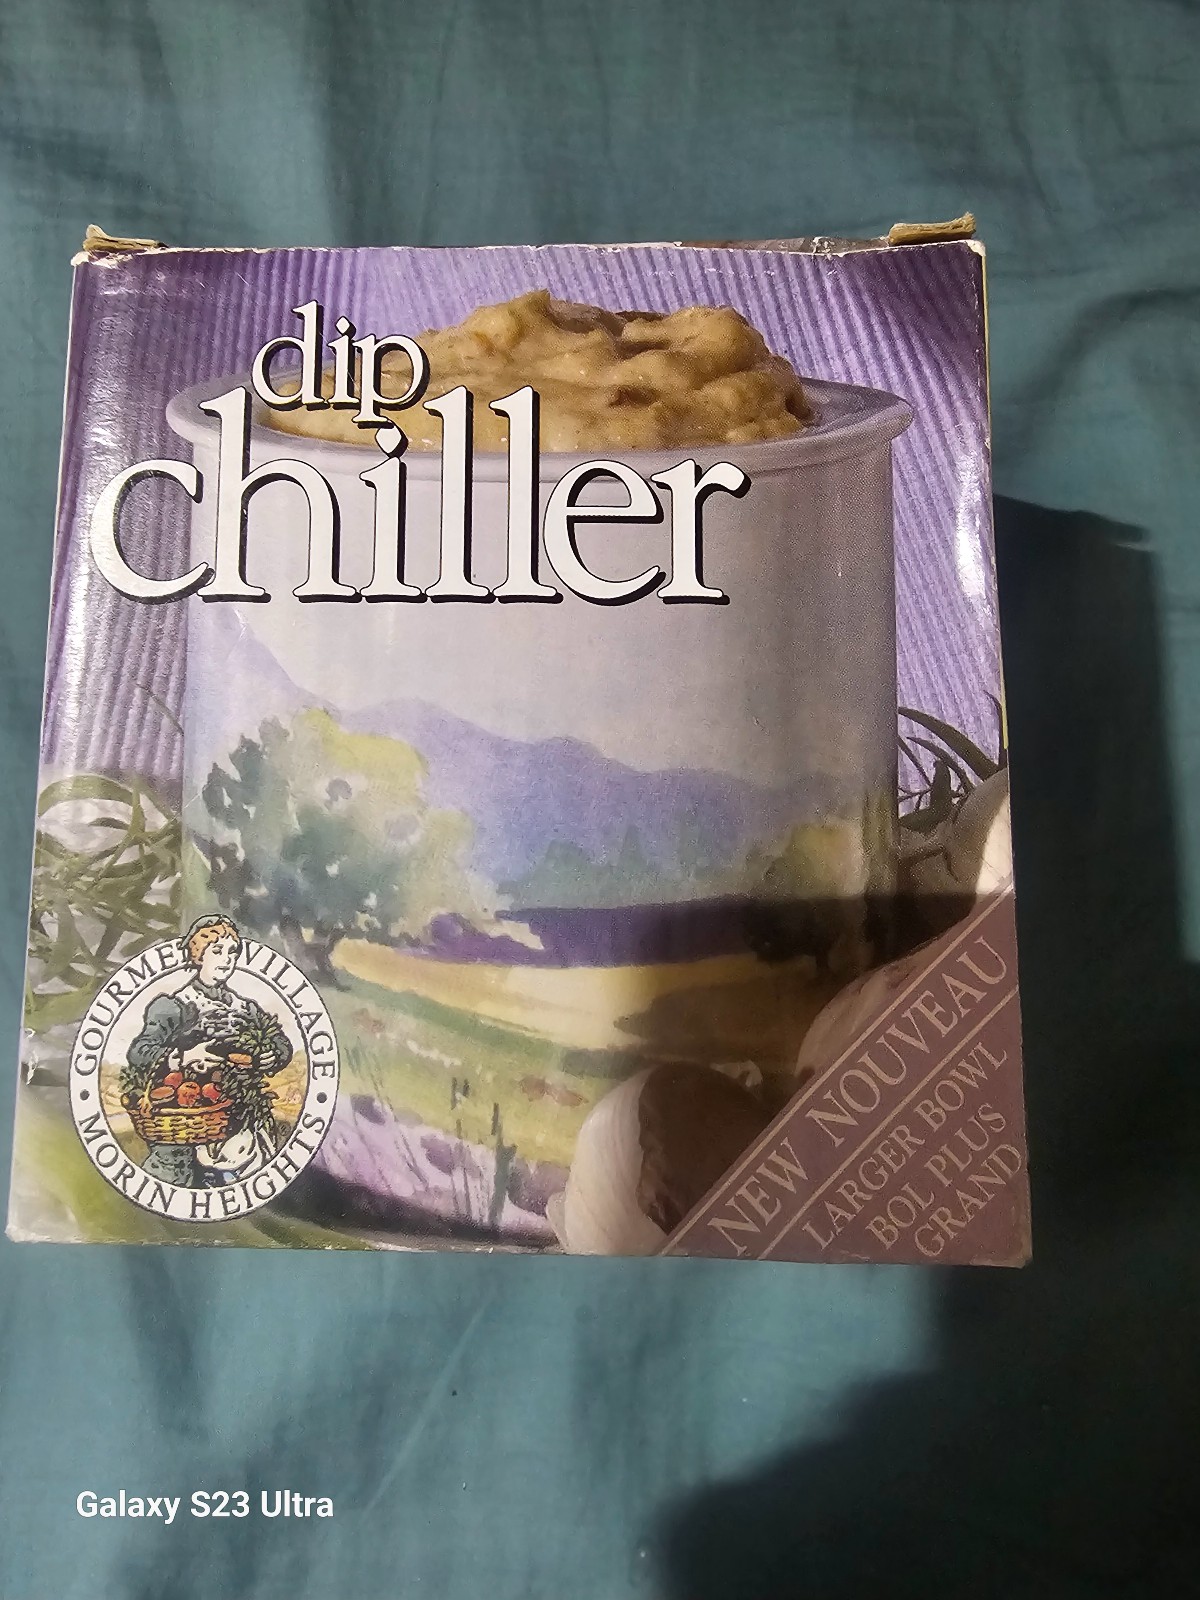 dip
chiller
GOURMET VILLAGE
• MORIN HEIGHTS •
NEW NOUVEAU
LARGER BOWL
BOL PLUS
GRAND
Galaxy S23 Ultra